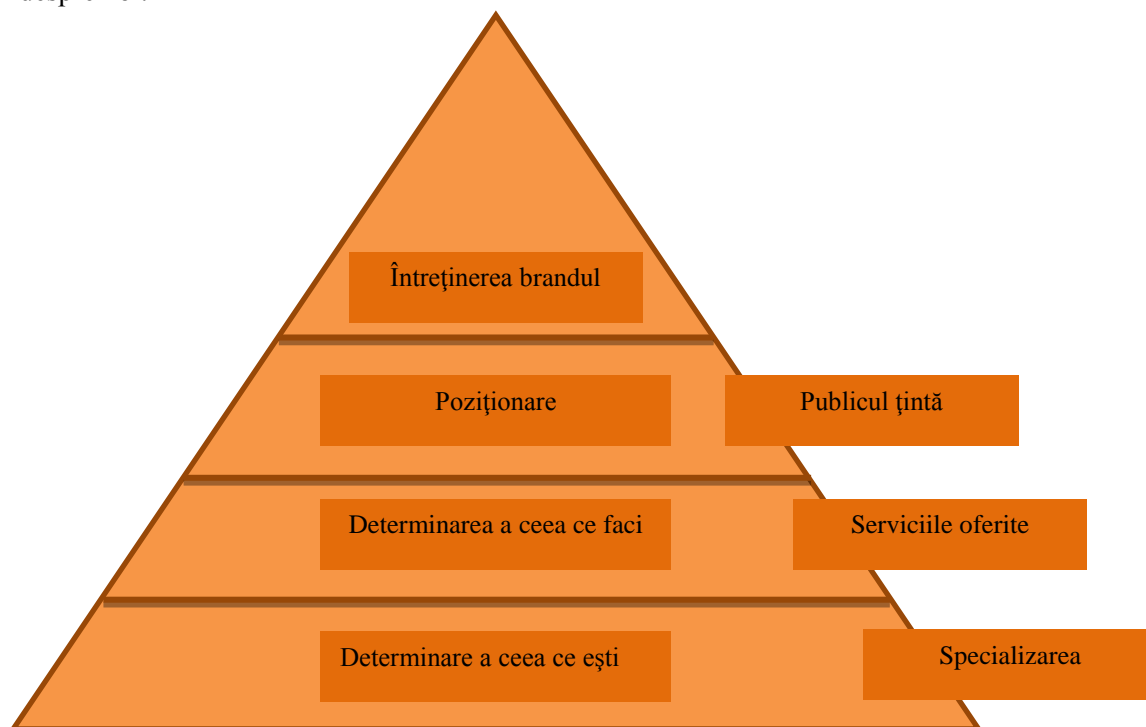 Întreţinerea brandul
Poziţionare
Publicul ţintă
Determinarea a ceea ce faci
Serviciile oferite
Determinare a ceea ce eşti
Specializarea